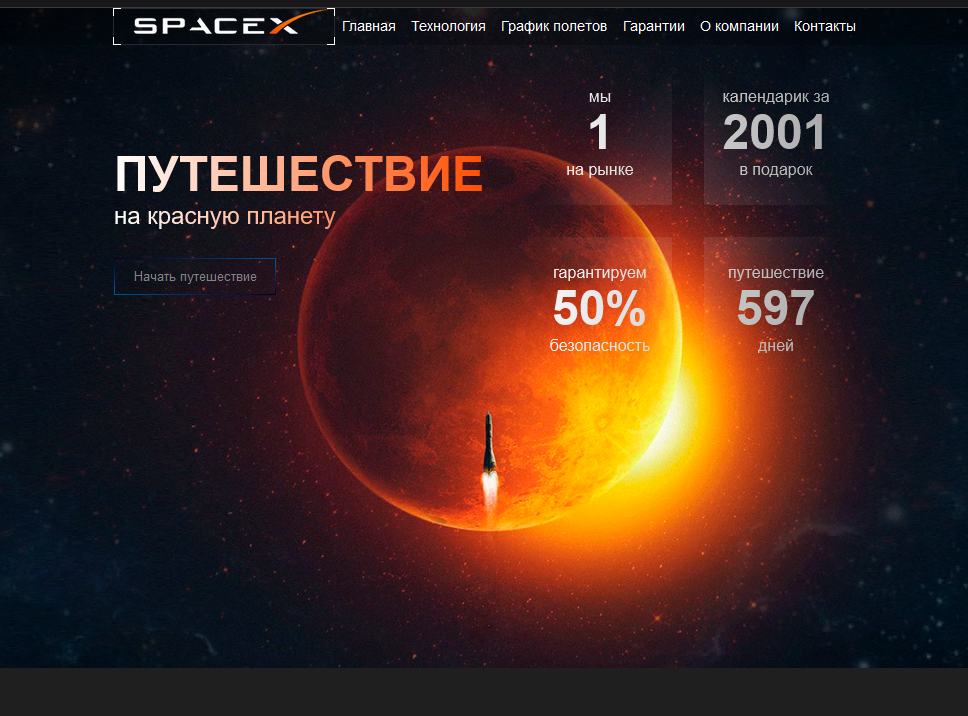 SPACEX
Главная Технология График полетов Гарантии О компании Контакты
ПУТЕШЕСТВИЕ
на красную планету
Начать путешествие
мы
1
на рынке
календарик за
2001
в подарок
гарантируем
50%
безопасность
путешествие
597
дней